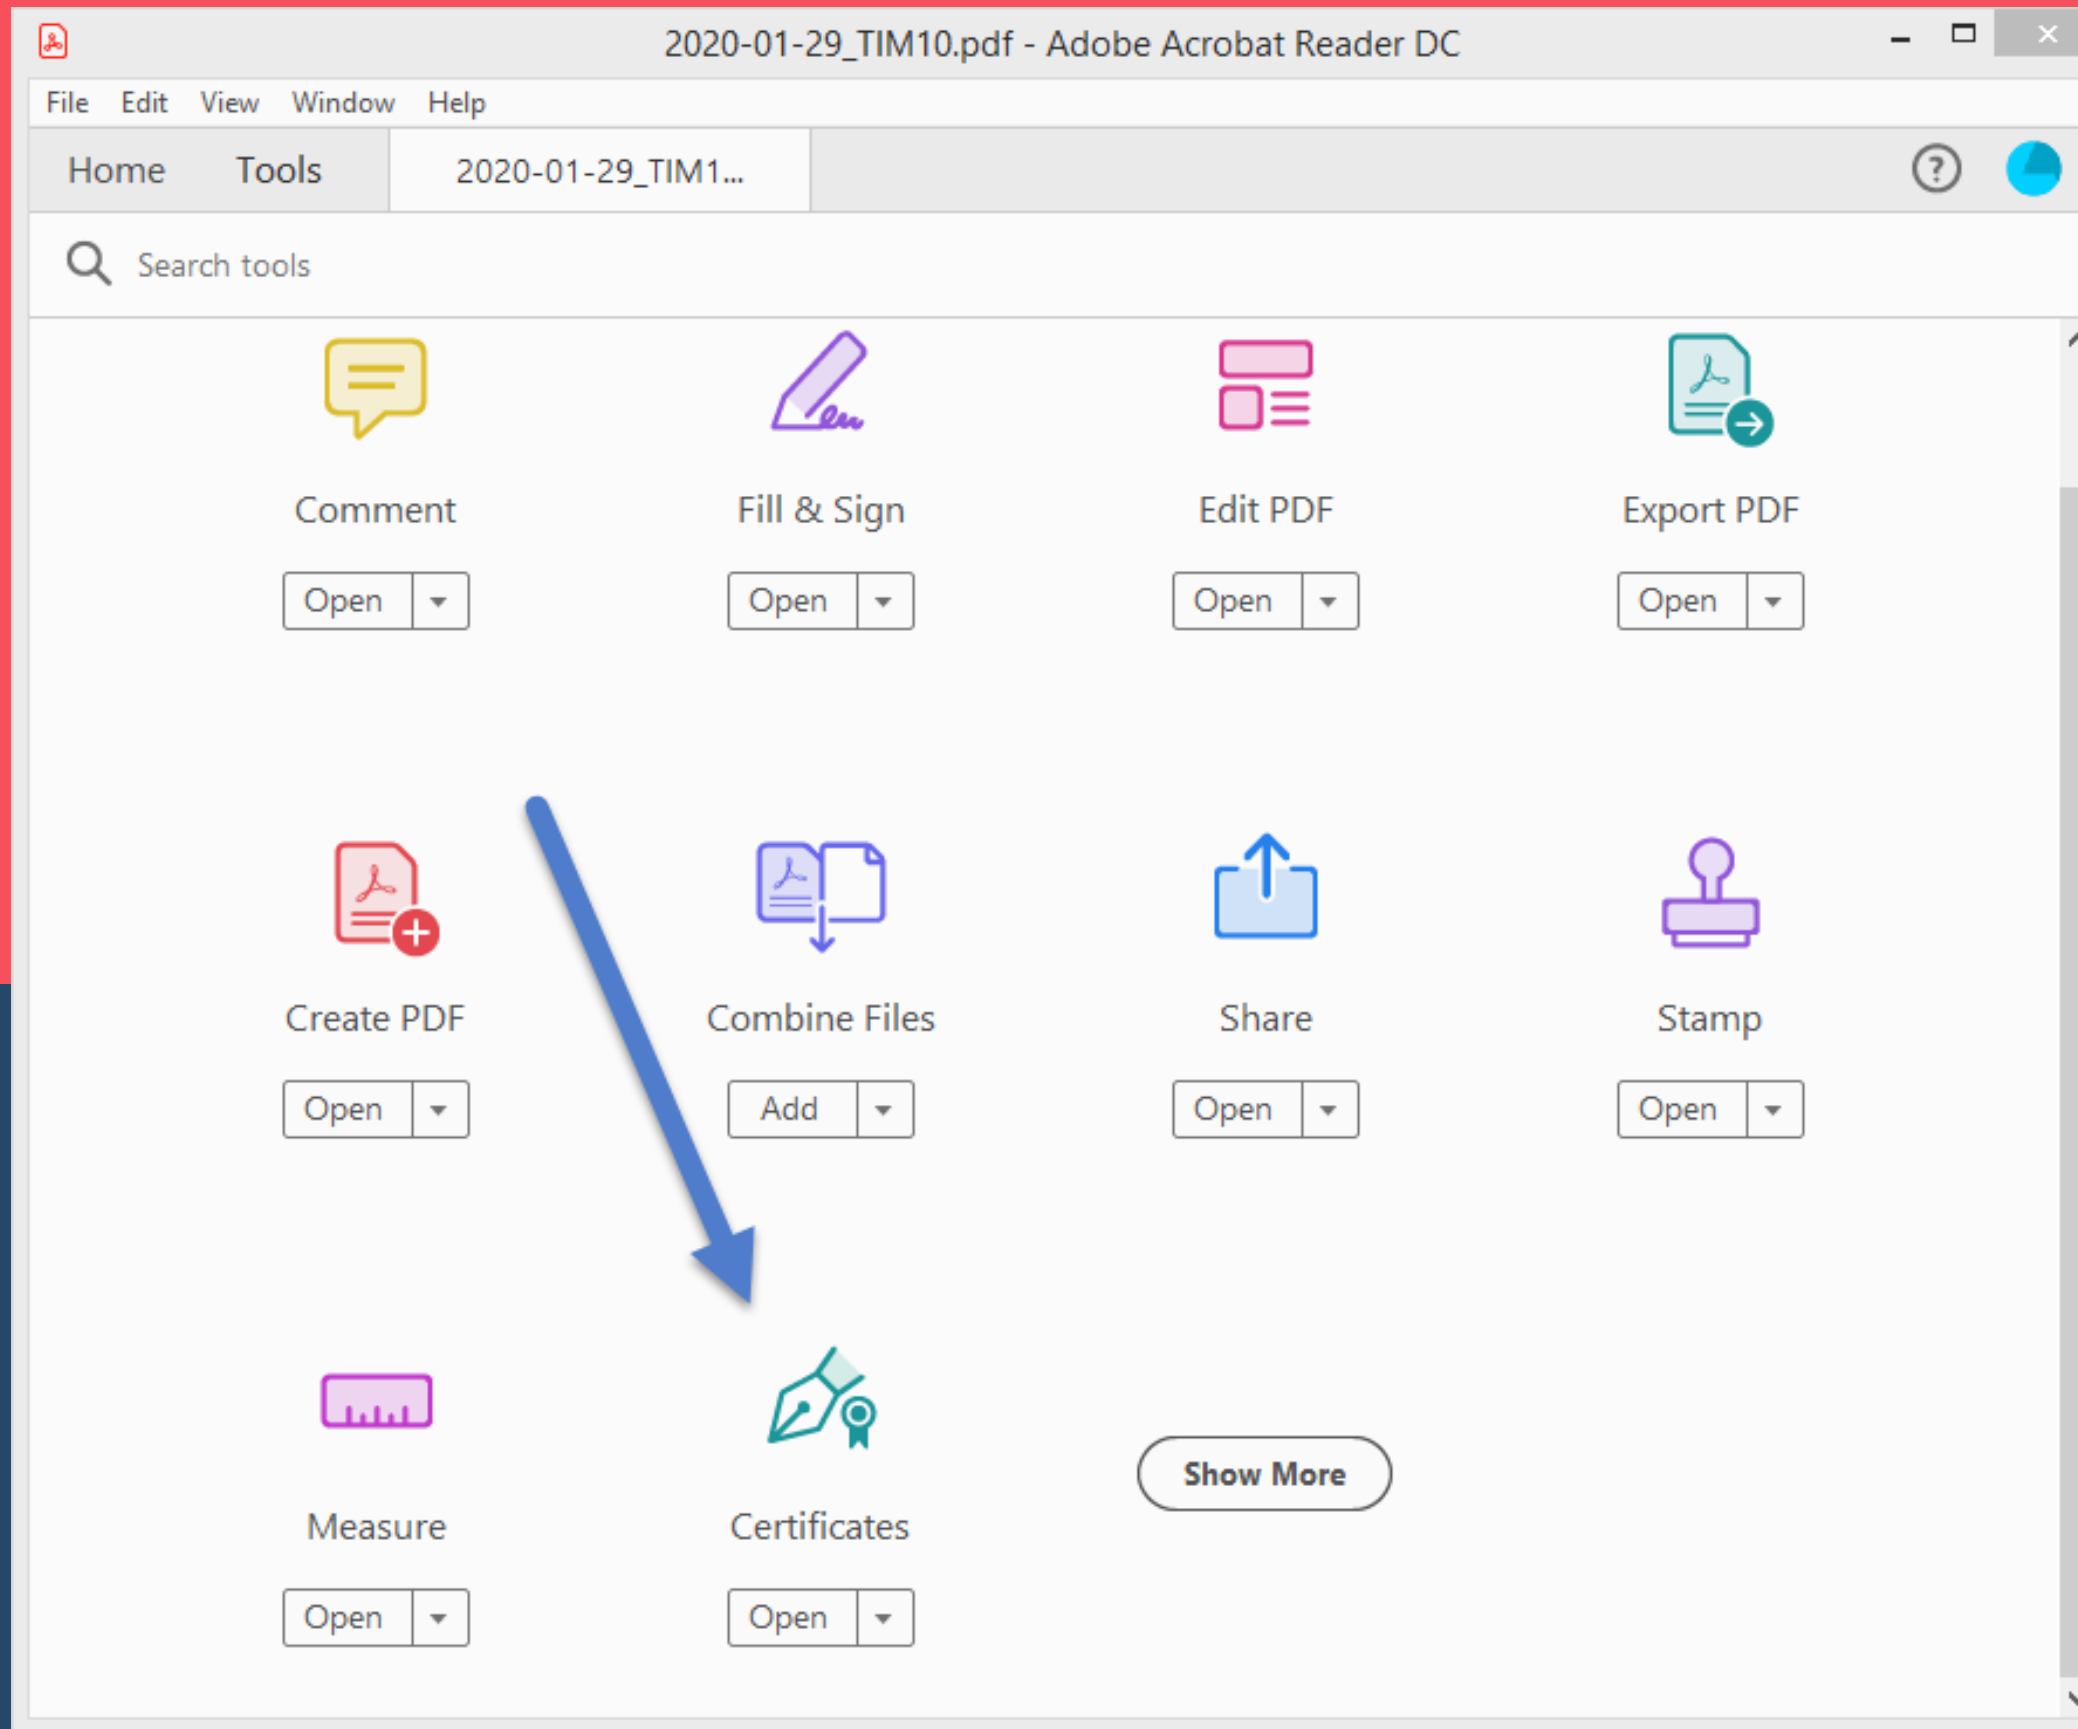 2020-01-29_TIM10.pdf - Adobe Acrobat Reader DC
File Edit View Window Help
Home Tools 2020-01-29_TIM1...
Search tools
Comment Fill & Sign Edit PDF Export PDF
Open Open Open Open
Create PDF Combine Files Share Stamp
Open Add Open Open
Show More
Measure Certificates
Open Open